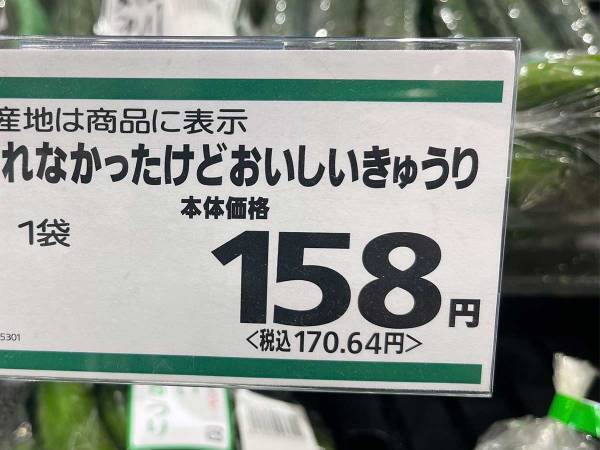 産地は商品に表示
れなかったけどおいしいきゅうり
本体価格
1袋
158円
<税込170.64円>
5301